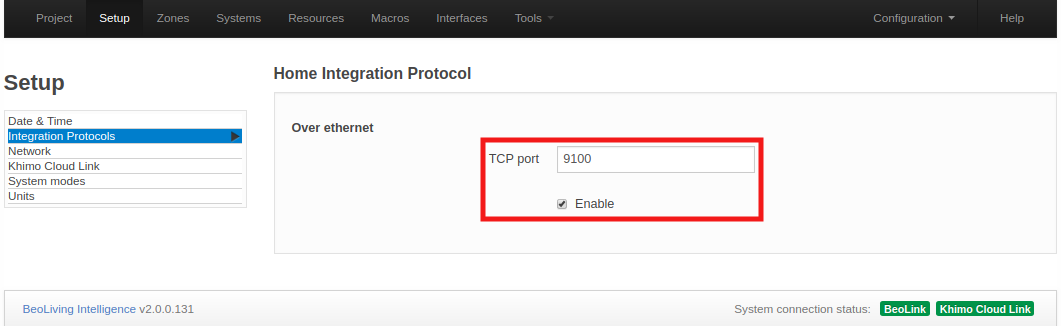 Project Setup Zones Systems Resources Macros Interfaces Tools Configuration Help
Setup
Date & Time
Integration Protocols
Network
Khimo Cloud Link
System modes
Units
Home Integration Protocol
Over ethernet
TCP port 9100
Enable
BeoLiving Intelligence v2.0.0.131 System connection status: BeoLink Khimo Cloud Link